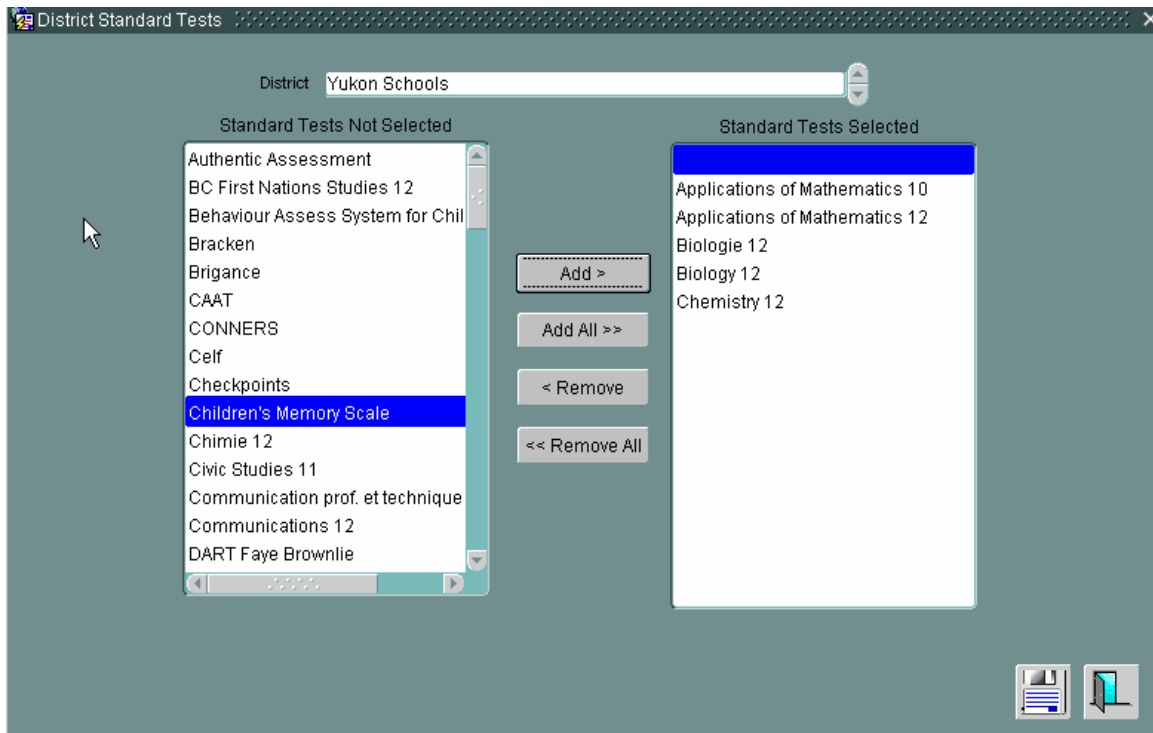 District Standard Tests
District Yukon Schools
Standard Tests Not Selected
Authentic Assessment
BC First Nations Studies 12
Behaviour Assess System for Chil
Bracken
Brigance
CAAT
CONNERS
Celf
Checkpoints
Children's Memory Scale
Chimie 12
Civic Studies 11
Communication prof. et technique
Communications 12
DART Faye Brownlie
Add >
Add All >>
< Remove
<< Remove All
Standard Tests Selected
Applications of Mathematics 10
Applications of Mathematics 12
Biologie 12
Biology 12
Chemistry 12